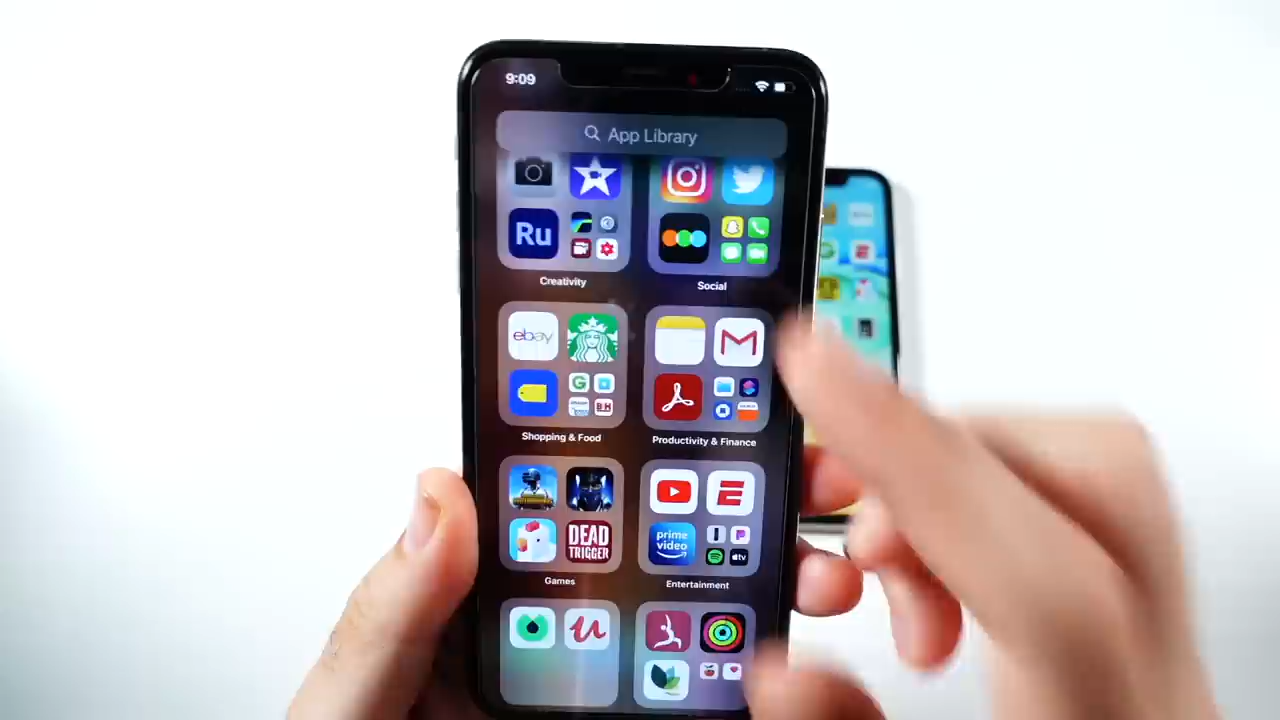 9:09
App Library
Ru
Creativity
Social
ebay
Shopping & Food
Productivity & Finance
DEAD
TRIGGER
prime
video
Games
Entertainment